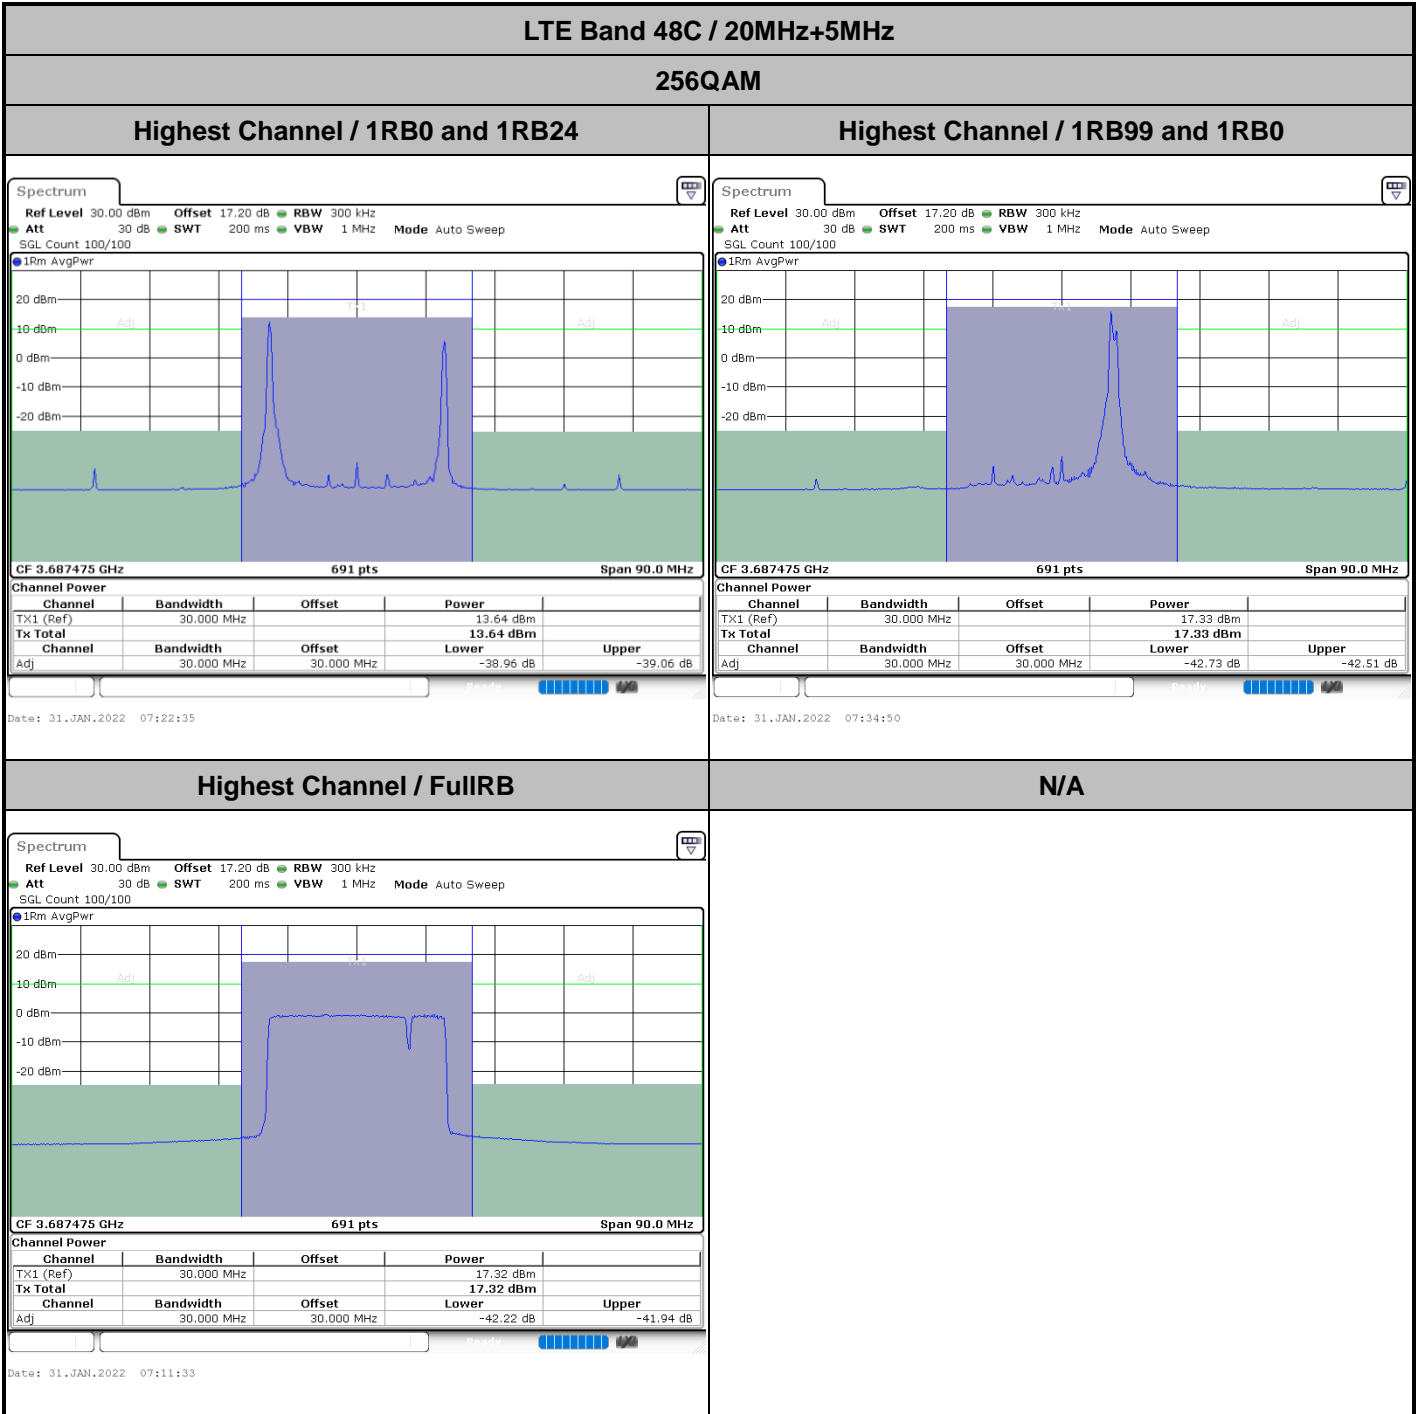 LTE Band 48C / 20MHz+5MHz
256QAM
Highest Channel / 1RB0 and 1RB24
Highest Channel / 1RB99 and 1RB0
Spectrum
Ref Level 30.00 dBm Offset 17.20 dB RBW 300 kHz
Att 30 dB SWT 200 ms VBW 1 MHz Mode Auto Sweep
SGL Count 100/100
1Rm AvgPwr
TX1
20 dBm
Adj
Adj
10 dBm
0 dBm
-10 dBm
-20 dBm
CF 3.687475 GHz 691 pts Span 90.0 MHz
Channel Power
Channel Bandwidth Offset Power
TX1 (Ref) 30.000 MHz 13.64 dBm
Tx Total 13.64 dBm
Channel Bandwidth Offset Lower Upper
Adj 30.000 MHz 30.000 MHz -38.96 dB -39.06 dB
Ready
Date: 31.JAN.2022 07:22:35
Spectrum
Ref Level 30.00 dBm Offset 17.20 dB RBW 300 kHz
Att 30 dB SWT 200 ms VBW 1 MHz Mode Auto Sweep
SGL Count 100/100
1Rm AvgPwr
TX1
20 dBm
Adj
Adj
10 dBm
0 dBm
-10 dBm
-20 dBm
CF 3.687475 GHz 691 pts Span 90.0 MHz
Channel Power
Channel Bandwidth Offset Power
TX1 (Ref) 30.000 MHz 17.33 dBm
Tx Total 17.33 dBm
Channel Bandwidth Offset Lower Upper
Adj 30.000 MHz 30.000 MHz -42.73 dB -42.51 dB
Ready
Date: 31.JAN.2022 07:34:50
Highest Channel / FullRB
N/A
Spectrum
Ref Level 30.00 dBm Offset 17.20 dB RBW 300 kHz
Att 30 dB SWT 200 ms VBW 1 MHz Mode Auto Sweep
SGL Count 100/100
1Rm AvgPwr
20 dBm
TX1
Adj
Adj
10 dBm
0 dBm
-10 dBm
-20 dBm
CF 3.687475 GHz 691 pts Span 90.0 MHz
Channel Power
Channel Bandwidth Offset Power
TX1 (Ref) 30.000 MHz 17.32 dBm
Tx Total 17.32 dBm
Channel Bandwidth Offset Lower Upper
Adj 30.000 MHz 30.000 MHz -42.22 dB -41.94 dB
Ready
Date: 31.JAN.2022 07:11:33